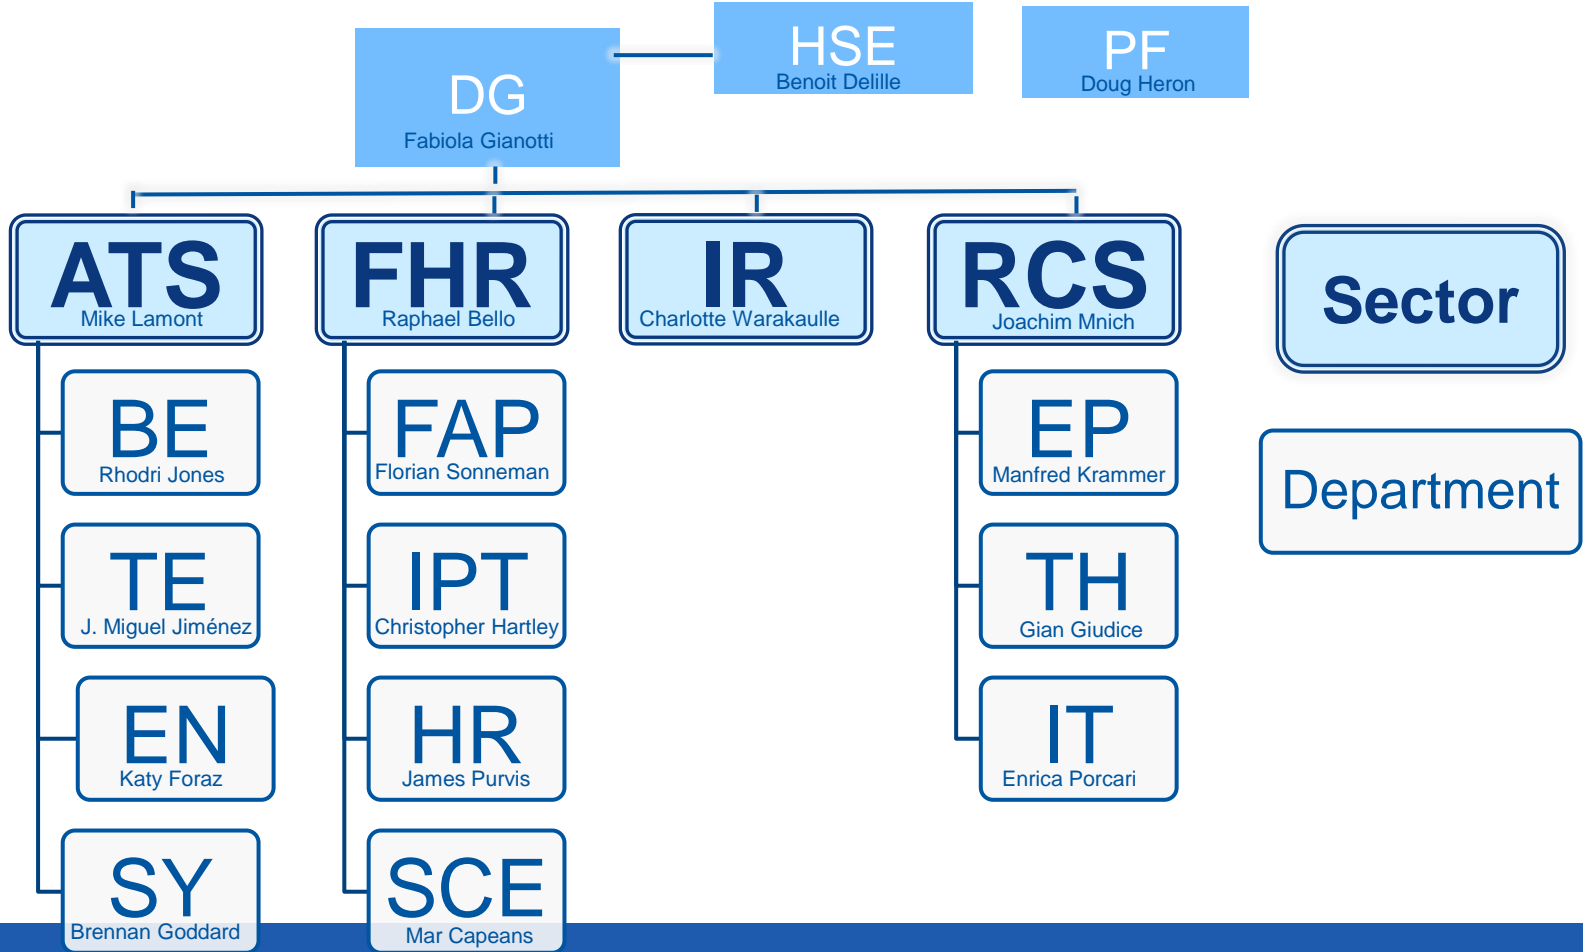 DG
Fabiola Gianotti
HSE
Benoit Delille
PF
Doug Heron
ATS
Mike Lamont
FHR
Raphael Bello
IR
Charlotte Warakaulle
RCS
Joachim Mnich
Sector
BE
Rhodri Jones
FAP
Florian Sonneman
EP
Manfred Krammer
Department
TE
J. Miguel Jiménez
IPT
Christopher Hartley
TH
Gian Giudice
EN
Katy Foraz
HR
James Purvis
IT
Enrica Porcari
SY
Brennan Goddard
SCE
Mar Capeans